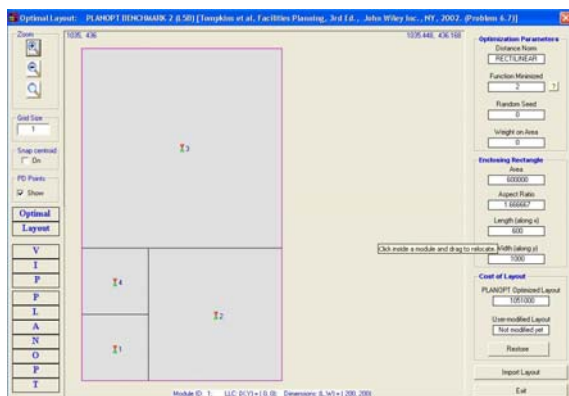 Optimal Layout: PLANOPT BENCHMARK 2 (L5B) [Tompkins et al, Facilities Planning, 3rd Ed., John Wiley Inc., NY, 2002. (Problem 6.7)]
Zoom
Grid Size
1
Snap centroid
On
PD Points
Show
Optimal
Layout
V
I
P
P
L
A
N
O
P
T
1035, 436
1035.448, 436.168
3
4
2
1
Click inside a module and drag to relocate.
Module ID: 1, LLC: (X,Y) = ( 0, 0) Dimensions: (L,W) = ( 200, 200)
Optimization Parameters
Distance Norm
RECTILINEAR
Function Minimized
2
?
Random Seed
0
Weight on Area
0
Enclosing Rectangle
Area
600000
Aspect Ratio
1.666667
Length (along x)
600
Width (along y)
1000
Cost of Layout
PLANOPT Optimized Layout
1051000
User-modified Layout
Not modified yet
Restore
Import Layout
Exit